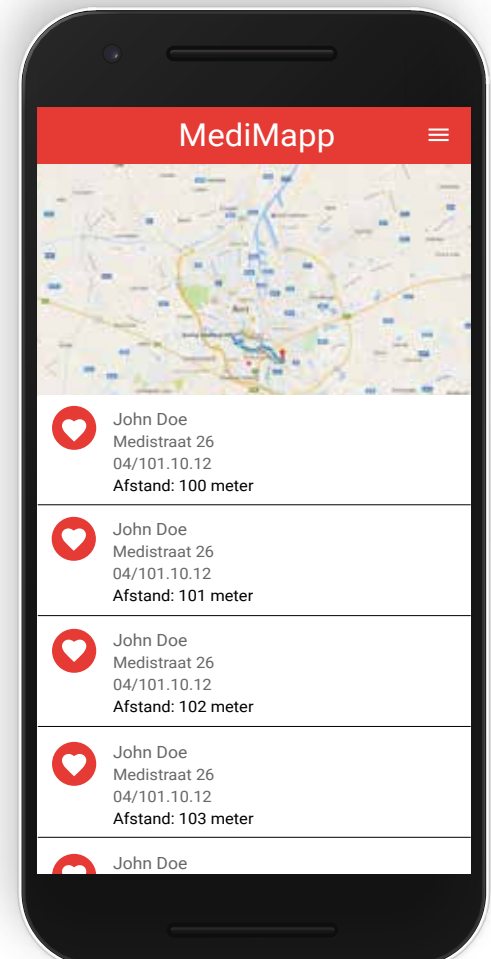 MediMapp
John Doe
Medistraat 26
04/101.10.12
Afstand: 100 meter
John Doe
Medistraat 26
04/101.10.12
Afstand: 101 meter
John Doe
Medistraat 26
04/101.10.12
Afstand: 102 meter
John Doe
Medistraat 26
04/101.10.12
Afstand: 103 meter
John Doe